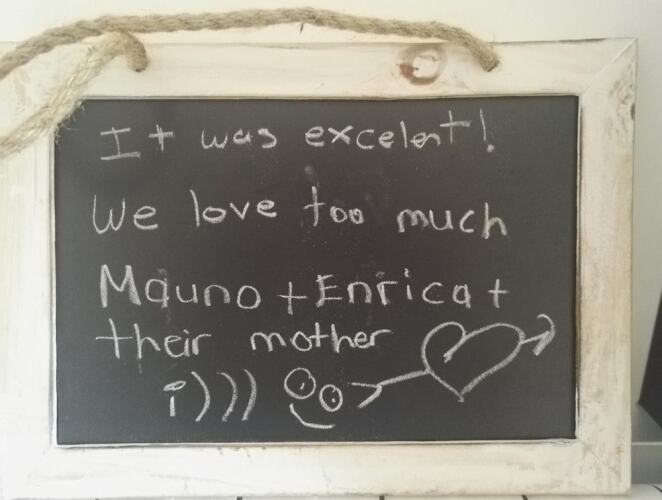 It was excelent!
We love too much
Mauno + Enrica +
their mother
i)))